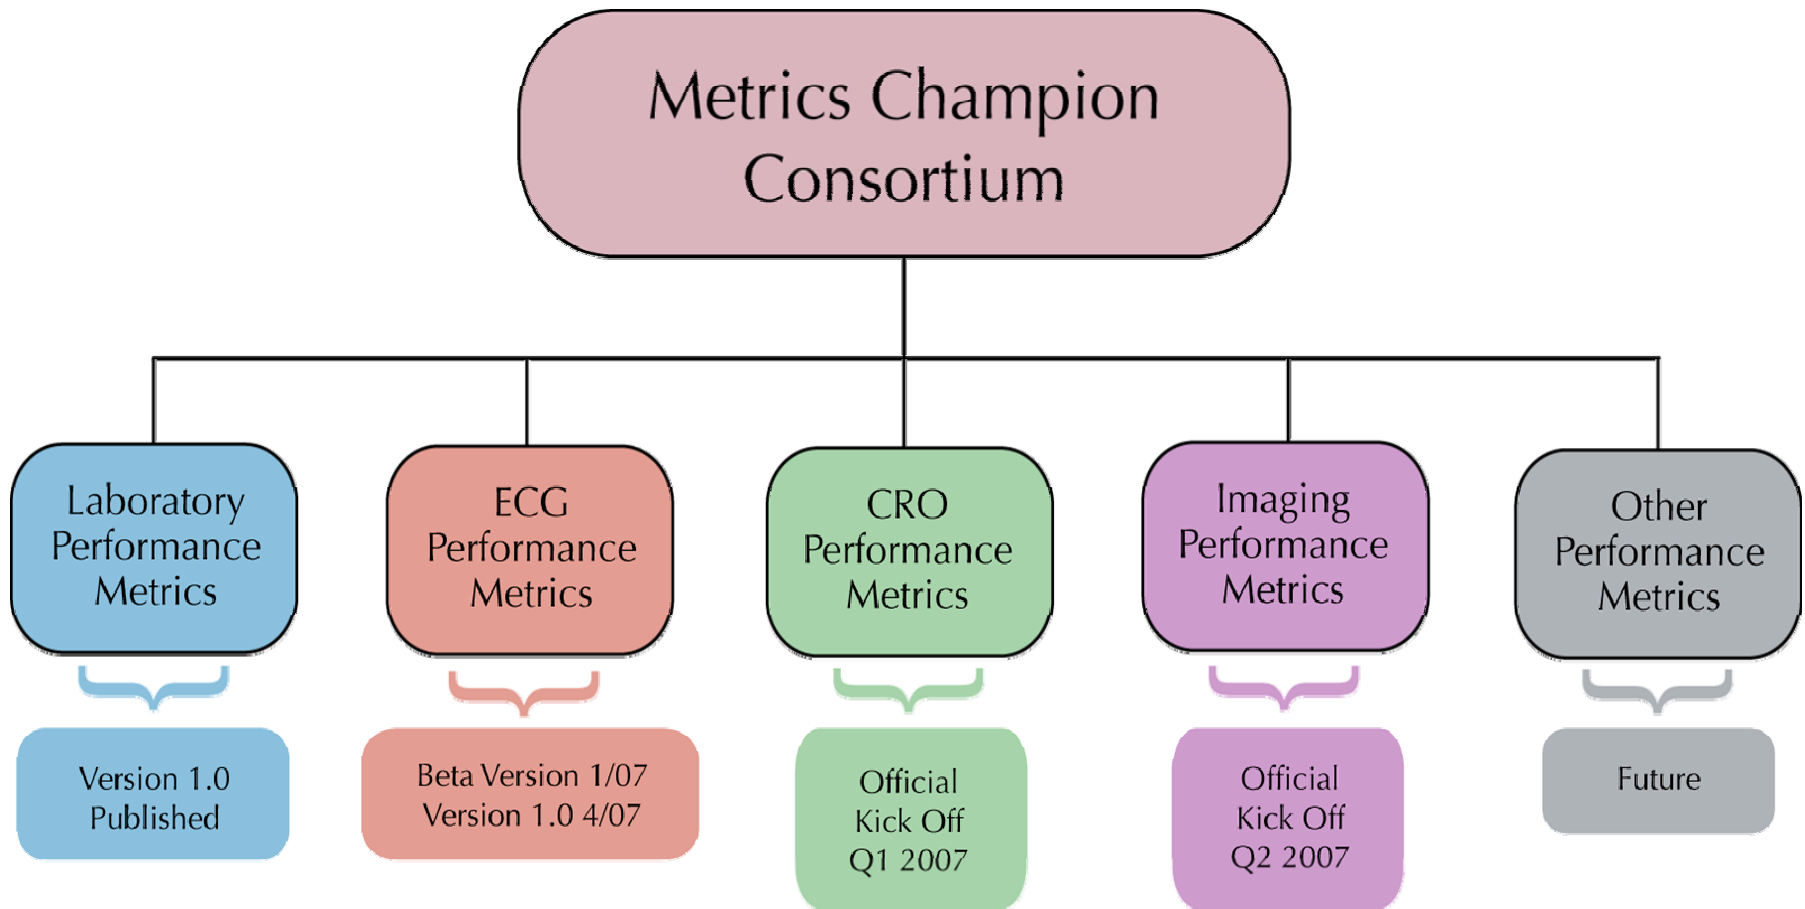 Metrics Champion
Consortium
Laboratory
Performance
Metrics
ECG
Performance
Metrics
CRO
Performance
Metrics
Imaging
Performance
Metrics
Other
Performance
Metrics
Version 1.0
Published
Beta Version 1/07
Version 1.0 4/07
Official
Kick Off
Q1 2007
Official
Kick Off
Q2 2007
Future